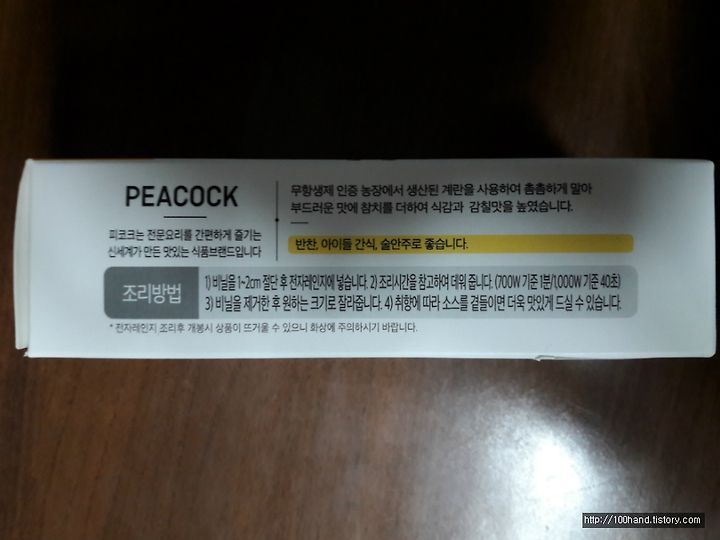 PEACOCK
피코크는 전문요리를 간편하게 즐기는
신세계가 만든 맛있는 식품브랜드입니다
무항생제 인증 농장에서 생산된 계란을 사용하여 촘촘하게 말아
부드러운 맛에 참치를 더하여 식감과 감칠맛을 높였습니다.
반찬, 아이들 간식, 술안주로 좋습니다.
조리방법
1) 비닐을 1~2cm 절단 후 전자레인지에 넣습니다. 2) 조리시간을 참고하여 데워 줍니다. (700W 기준 1분/1,000W 기준 40초)
3) 비닐을 제거한 후 원하는 크기로 잘라줍니다. 4) 취향에 따라 소스를 곁들이면 더욱 맛있게 드실 수 있습니다.
* 전자레인지 조리후 개봉시 상품이 뜨거울 수 있으니 화상에 주의하시기 바랍니다.
http://100hand.tistory.com